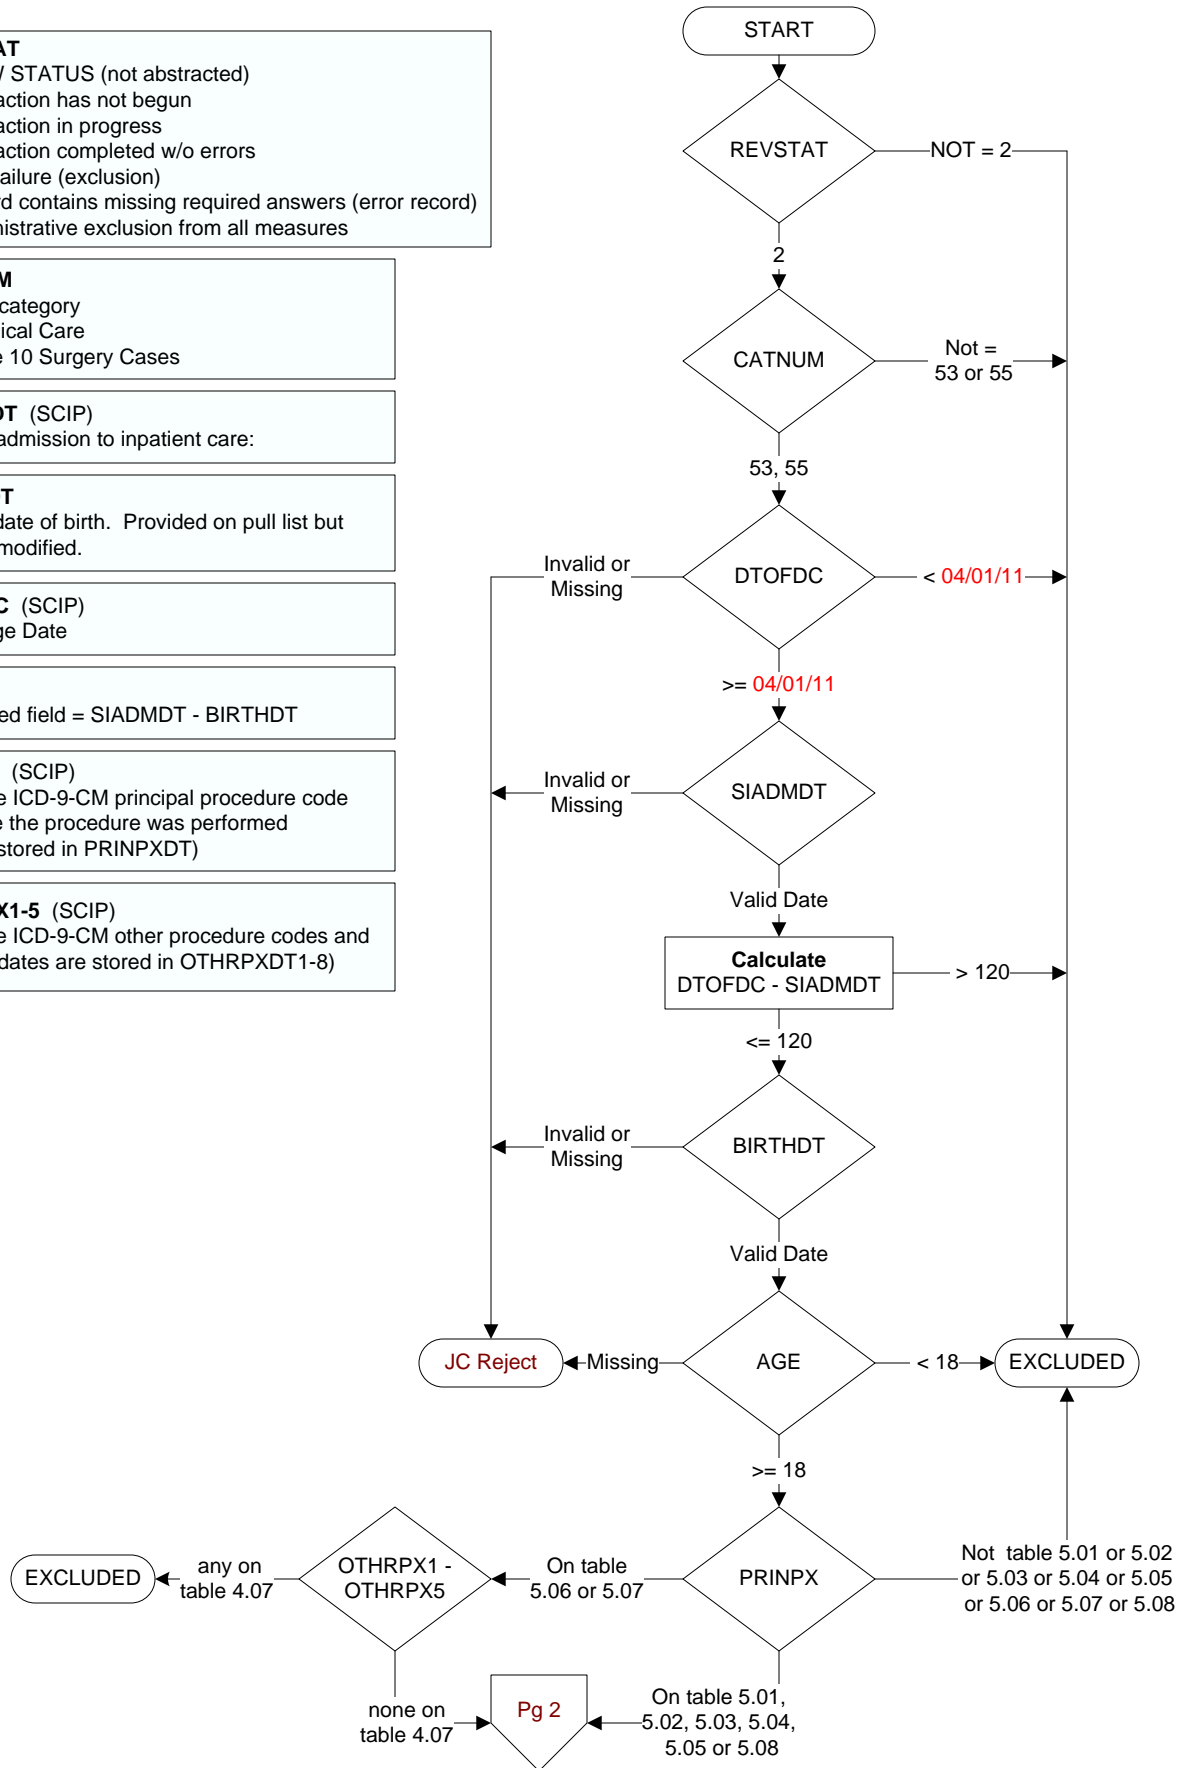 AT
/ STATUS (not abstracted)
action has not begun
action in progress
action completed w/o errors
ailure (exclusion)
d contains missing required answers (error record)
nistrative exclusion from all measures
M
category
ical Care
e 10 Surgery Cases
DT (SCIP)
admission to inpatient care:
T
date of birth. Provided on pull list but
modified.
C (SCIP)
ge Date
ed field = SIADMDT - BIRTHDT
(SCIP)
e ICD-9-CM principal procedure code
e the procedure was performed
stored in PRINPXDT)
X1-5 (SCIP)
e ICD-9-CM other procedure codes and
dates are stored in OTHRPXDT1-8)
START
REVSTAT
NOT = 2
2
CATNUM
Not =
53 or 55
53, 55
Invalid or
Missing
DTOFDC
< 04/01/11
>= 04/01/11
Invalid or
Missing
SIADMDT
Valid Date
Calculate
DTOFDC - SIADMDT
> 120
<= 120
Invalid or
Missing
BIRTHDT
Valid Date
JC Reject
Missing
AGE
< 18
EXCLUDED
>= 18
EXCLUDED
any on
table 4.07
OTHRPX1 -
OTHRPX5
On table
5.06 or 5.07
PRINPX
Not table 5.01 or 5.02
or 5.03 or 5.04 or 5.05
or 5.06 or 5.07 or 5.08
none on
table 4.07
Pg 2
On table 5.01,
5.02, 5.03, 5.04,
5.05 or 5.08